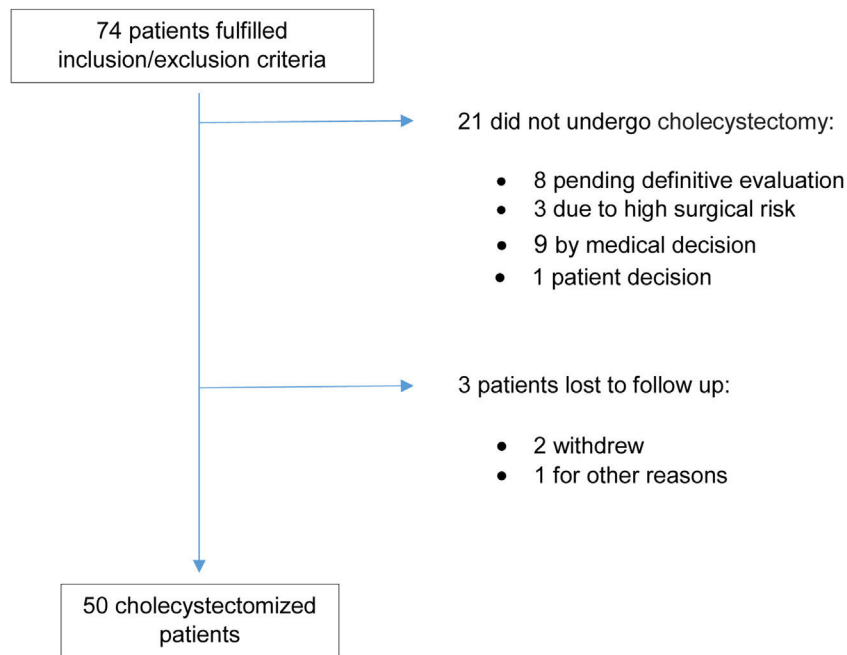 74 patients fulfilled
inclusion/exclusion criteria
21 did not undergo cholecystectomy:
• 8 pending definitive evaluation
• 3 due to high surgical risk
• 9 by medical decision
• 1 patient decision
3 patients lost to follow up:
• 2 withdrew
• 1 for other reasons
50 cholecystectomized
patients